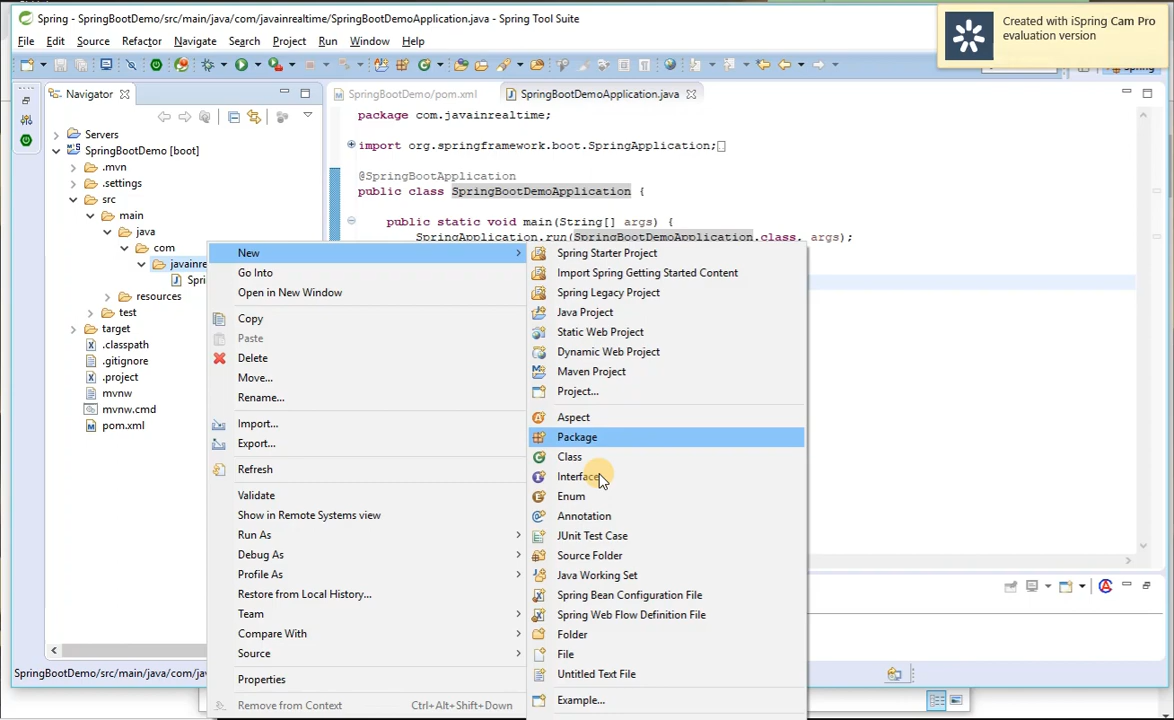 Spring - SpringBootDemo/src/main/java/com/javainrealtime/SpringBootDemoApplication.java - Spring Tool Suite
Created with iSpring Cam Pro
evaluation version
File Edit Source Refactor Navigate Search Project Run Window Help
Navigator
SpringBootDemo/pom.xml
SpringBootDemoApplication.java
Servers
SpringBootDemo [boot]
.mvn
.settings
src
main
java
com
javainre
Spri
resources
test
target
.classpath
.gitignore
.project
mvnw
mvnw.cmd
pom.xml
package com.javainrealtime;
import org.springframework.boot.SpringApplication;
@SpringBootApplication
public class SpringBootDemoApplication {
public static void main(String[] args) {
SpringApplication.run(SpringBootDemoApplication.class, args);
New
Go Into
Open in New Window
Copy
Paste
Delete
Move...
Rename...
Import...
Export...
Refresh
Validate
Show in Remote Systems view
Run As
Debug As
Profile As
Restore from Local History...
Team
Compare With
Source
Properties
Remove from Context Ctrl+Alt+Shift+Down
Spring Starter Project
Import Spring Getting Started Content
Spring Legacy Project
Java Project
Static Web Project
Dynamic Web Project
Maven Project
Project...
Aspect
Package
Class
Interface
Enum
Annotation
JUnit Test Case
Source Folder
Java Working Set
Spring Bean Configuration File
Spring Web Flow Definition File
Folder
File
Untitled Text File
Example...
SpringBootDemo/src/main/java/com/jav